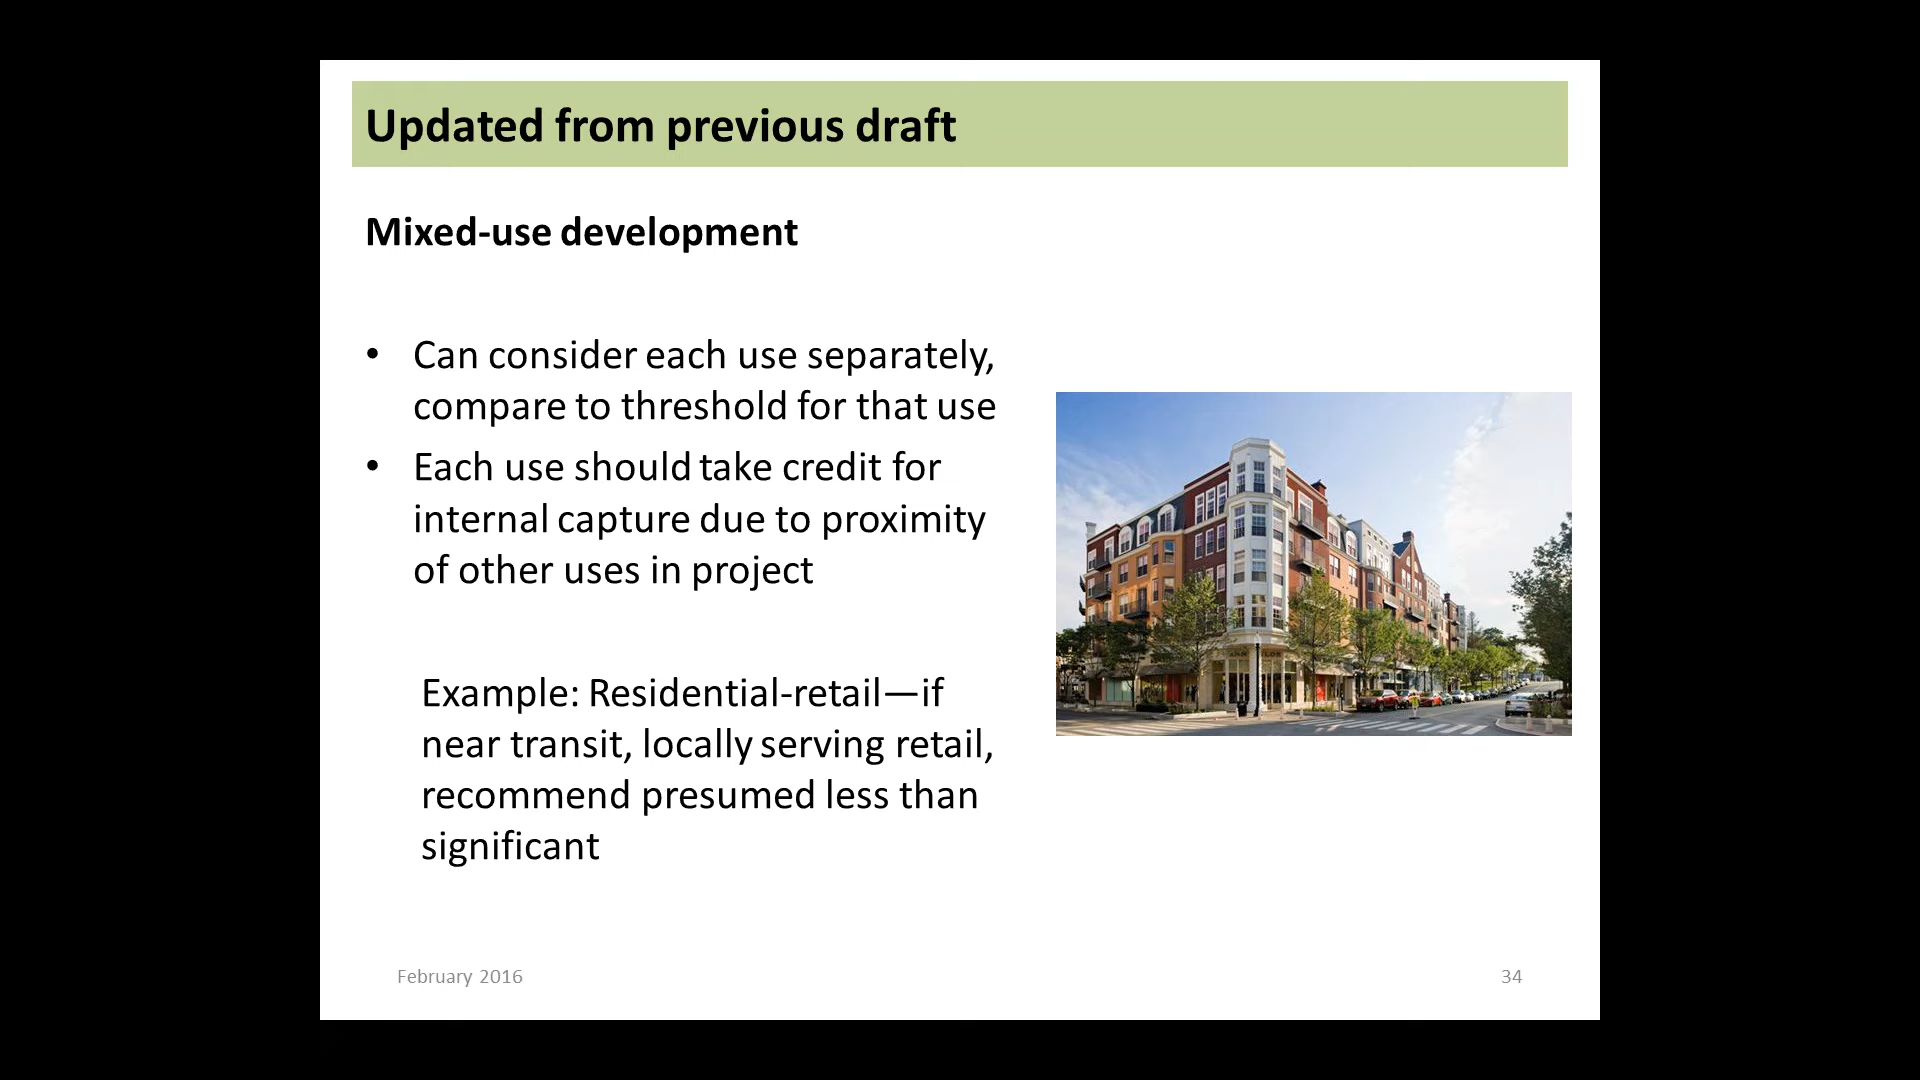 Updated from previous draft
Mixed-use development
• Can consider each use separately,
compare to threshold for that use
• Each use should take credit for
internal capture due to proximity
of other uses in project
Example: Residential-retail—if
near transit, locally serving retail,
recommend presumed less than
significant
February 2016
34